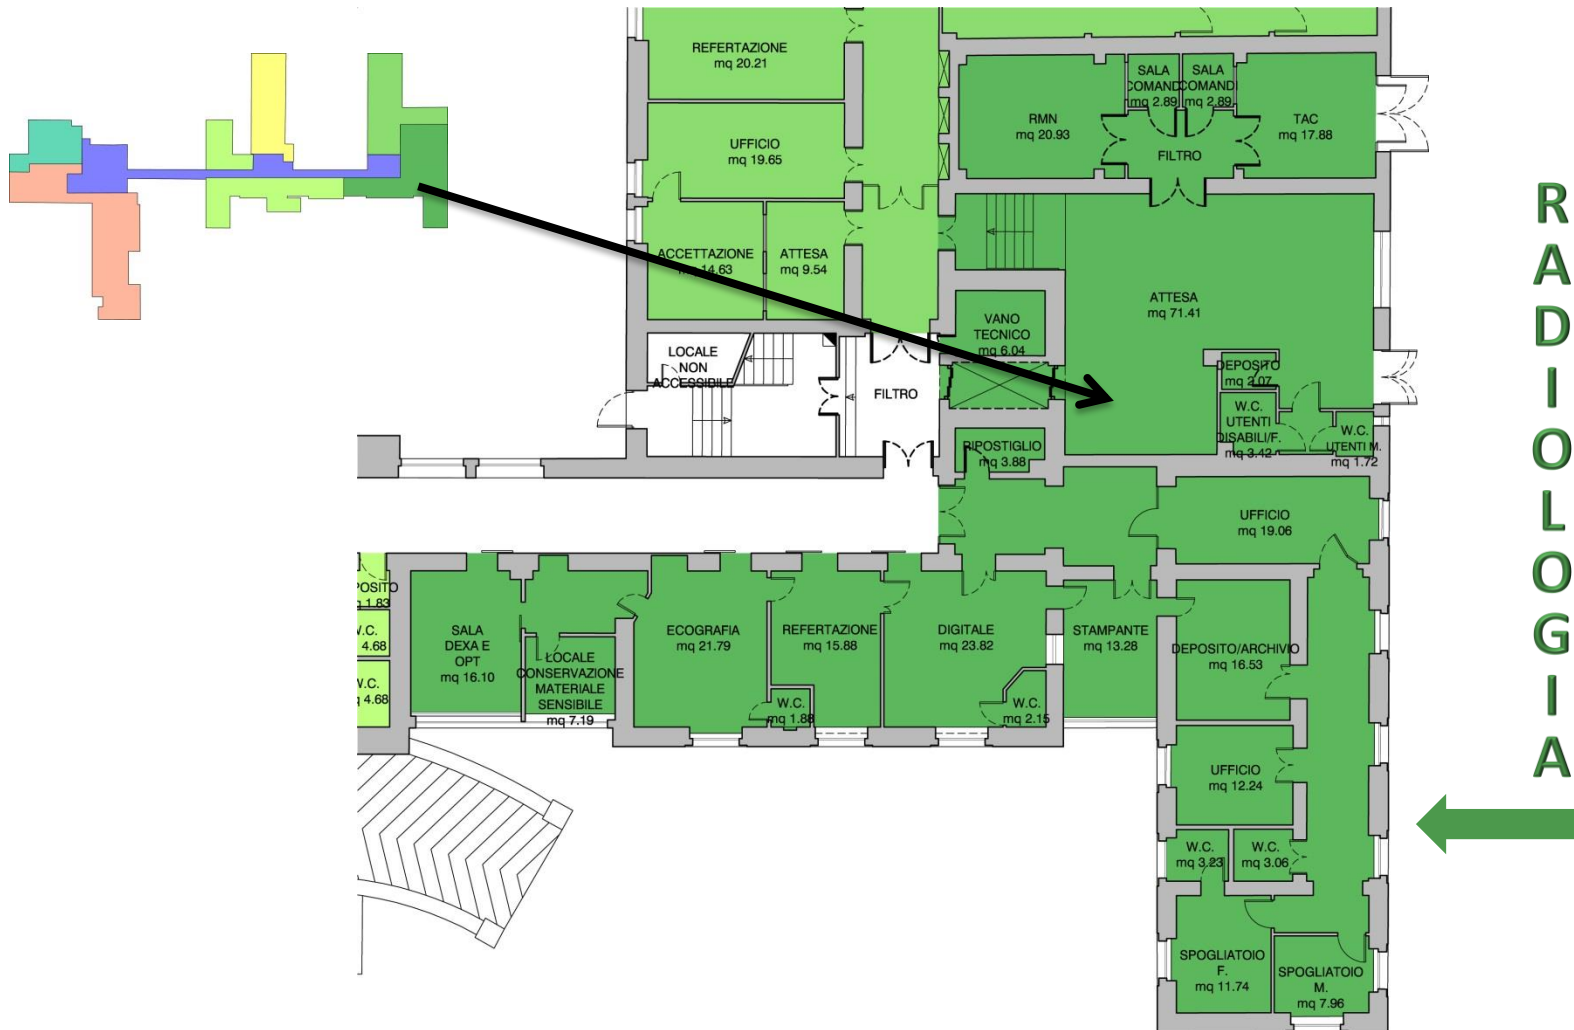 REFERTAZIONE
mq 20.21
UFFICIO
mq 19.65
ACCETTAZIONE
mq 14.63
ATTESA
mq 9.54
RMN
mq 20.93
SALA
COMANDI
mq 2.89
SALA
COMANDI
mq 2.89
TAC
mq 17.88
FILTRO
ATTESA
mq 71.41
VANO
TECNICO
mq 6.04
LOCALE
NON
ACCESSIBILE
FILTRO
DEPOSITO
mq 2.07
W.C.
UTENTI
DISABILI/F.
mq 3.42
W.C.
UTENTI M.
mq 1.72
RIPOSTIGLIO
mq 3.88
UFFICIO
mq 19.06
POSITO
1.83
W.C.
4.68
W.C.
4.68
SALA
DEXA E
OPT
mq 16.10
LOCALE
CONSERVAZIONE
MATERIALE
SENSIBILE
mq 7.19
ECOGRAFIA
mq 21.79
REFERTAZIONE
mq 15.88
W.C.
mq 1.88
DIGITALE
mq 23.82
W.C.
mq 2.15
STAMPANTE
mq 13.28
DEPOSITO/ARCHIVIO
mq 16.53
UFFICIO
mq 12.24
W.C.
mq 3.23
W.C.
mq 3.06
SPOGLIATOIO
F.
mq 11.74
SPOGLIATOIO
M.
mq 7.96
RADIOLOGIA